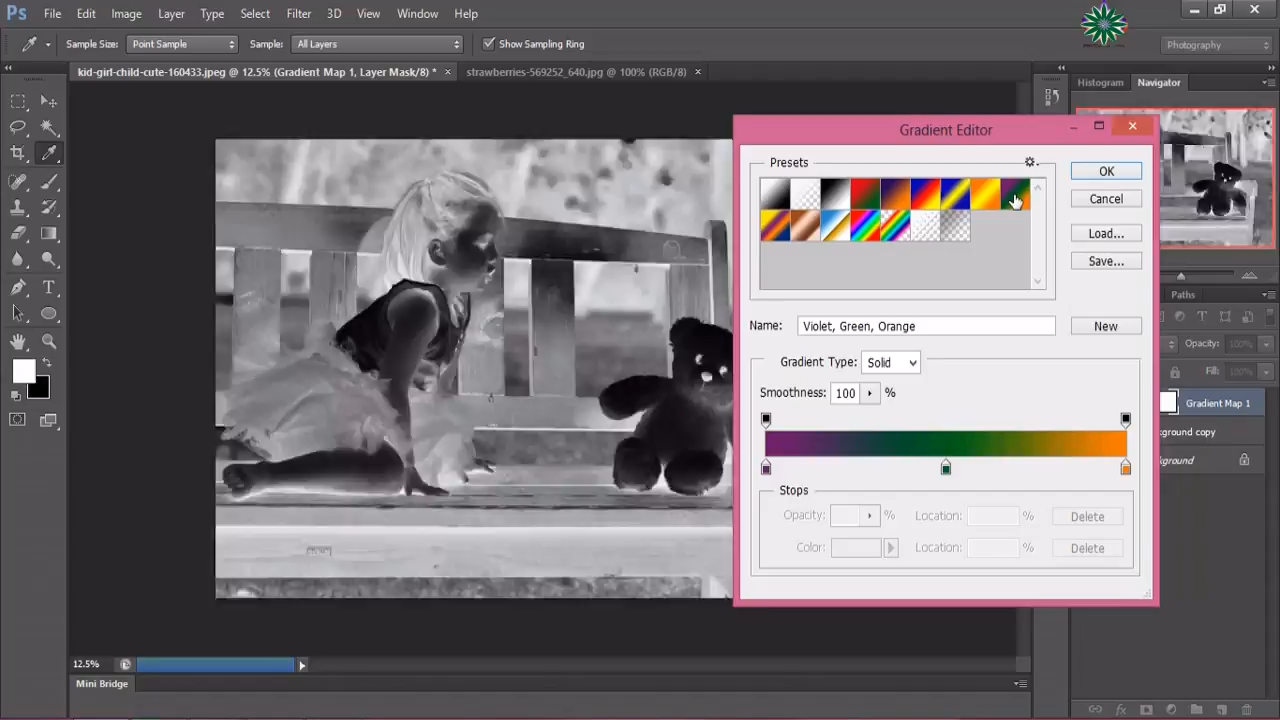 Ps File Edit Image Layer Type Select Filter 3D View Window Help
Sample Size: Point Sample Sample: All Layers Show Sampling Ring Photography
kid-girl-child-cute-160433.jpeg @ 12.5% (Gradient Map 1, Layer Mask/8) * × strawberries-569252_640.jpg @ 100% (RGB/8) ×
Histogram Navigator
Gradient Editor
Presets
OK
Cancel
Load...
Save...
Name: Violet, Green, Orange New
Gradient Type: Solid
Smoothness: 100 %
Stops
Opacity: % Location: % Delete
Color: Location: % Delete
Paths
Opacity: 100%
Fill: 100%
Gradient Map 1
kground copy
kground
12.5%
Mini Bridge